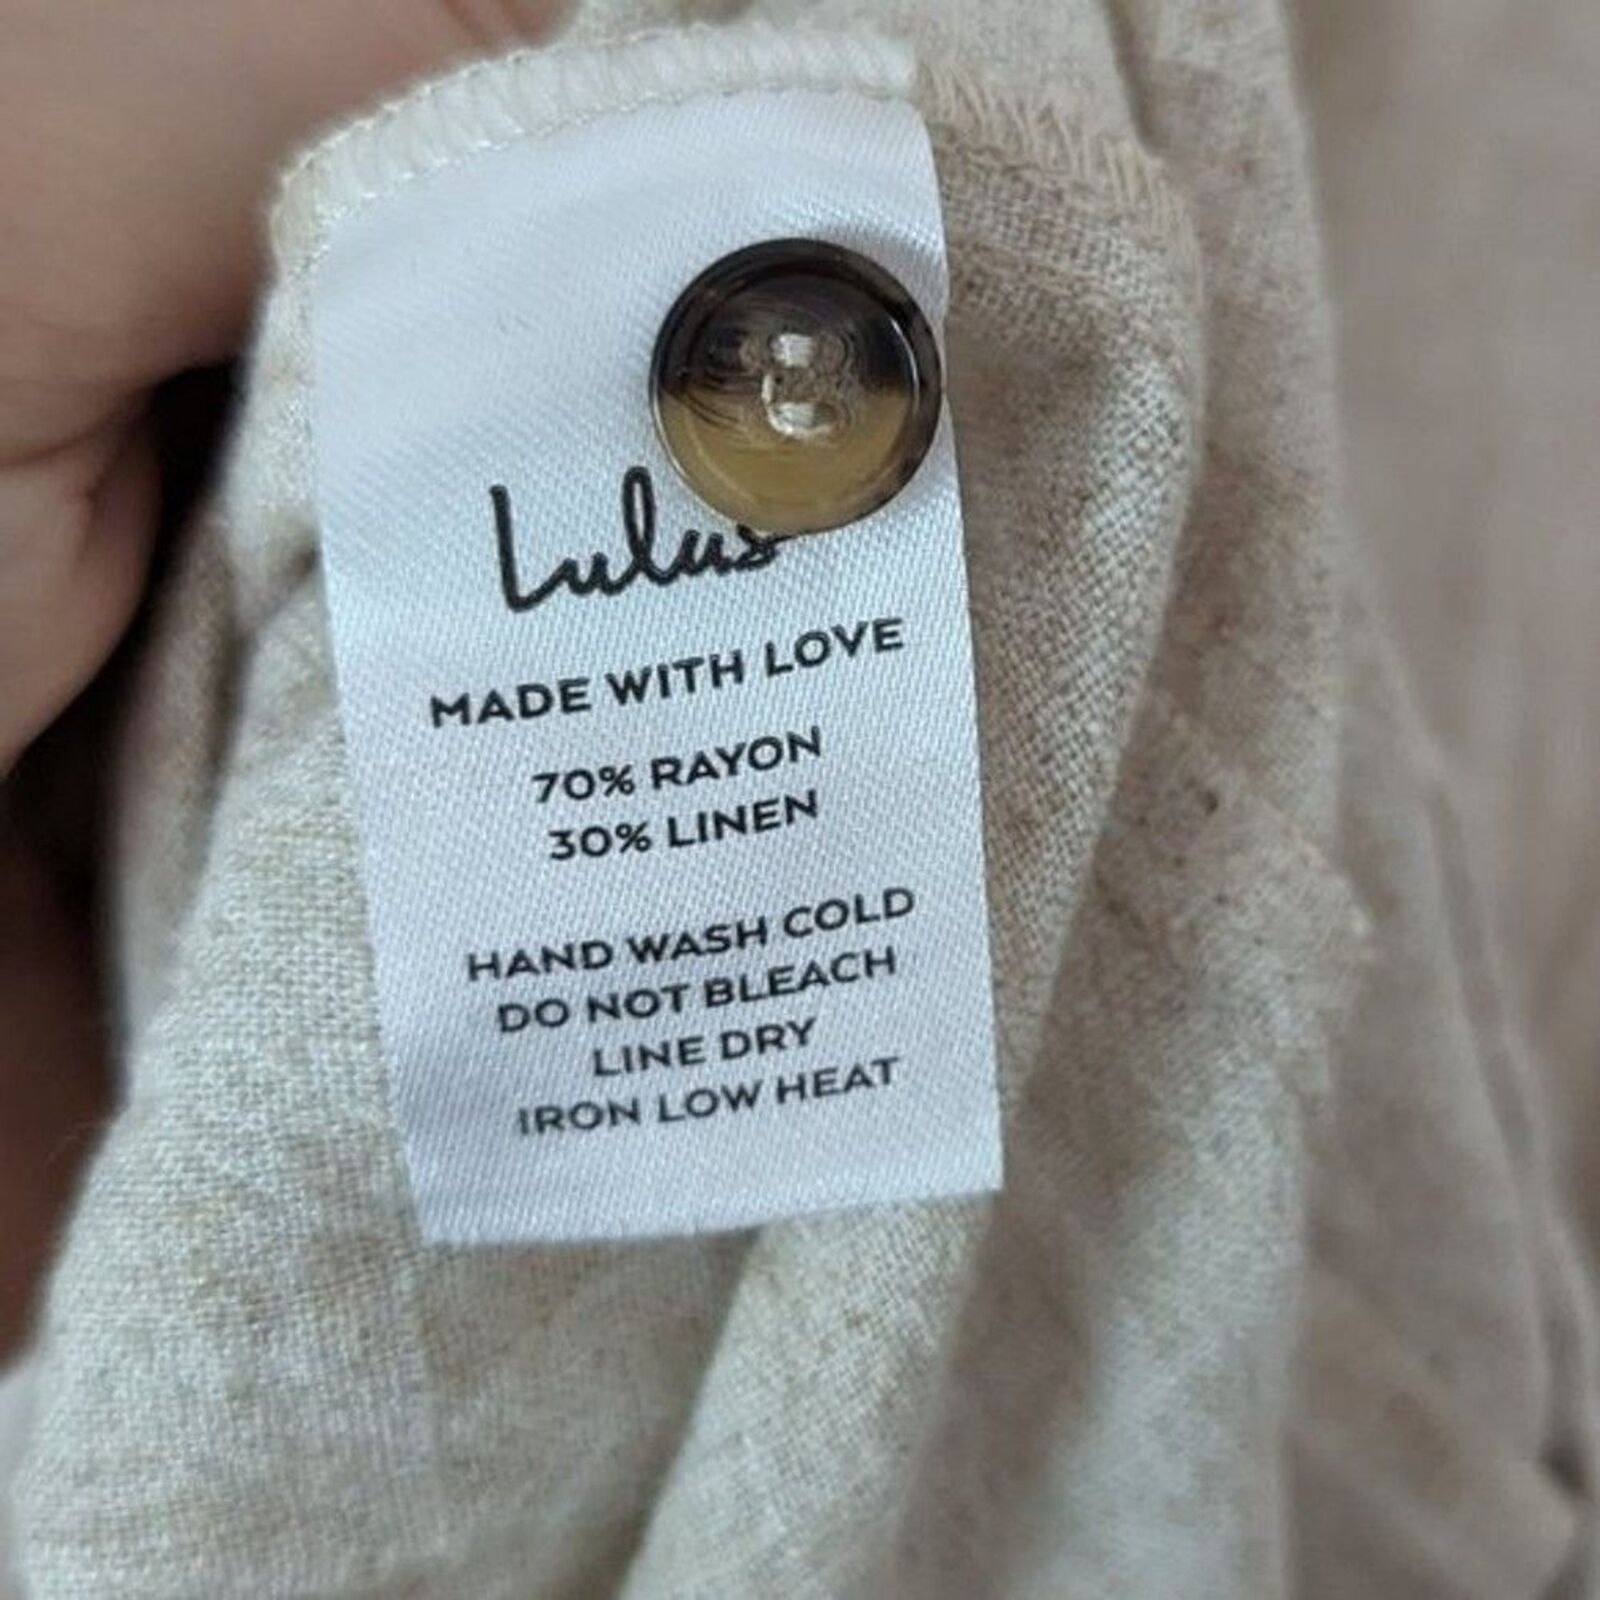 Lulus
MADE WITH LOVE
70% RAYON
30% LINEN
HAND WASH COLD
DO NOT BLEACH
LINE DRY
IRON LOW HEAT